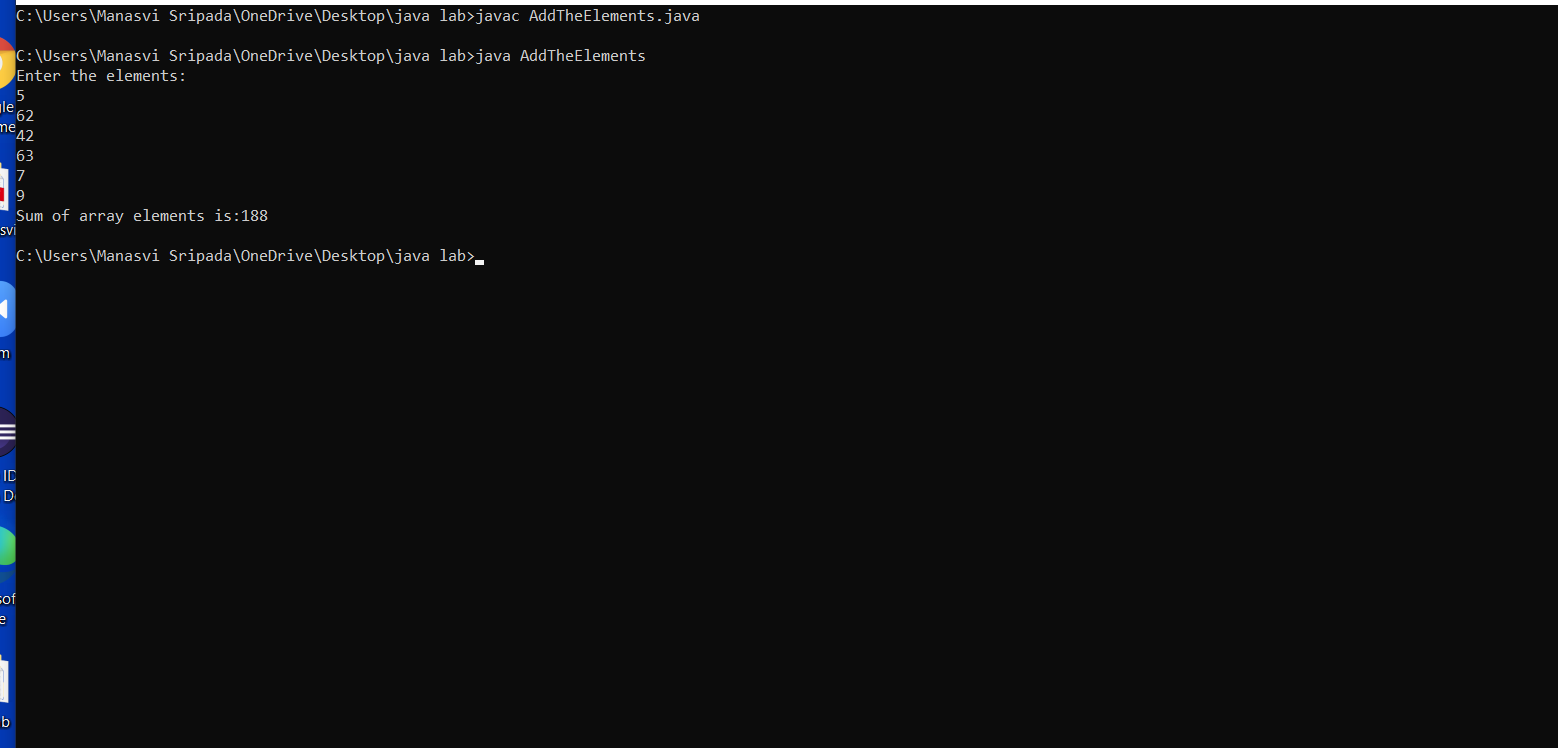 C:\Users\Manasvi Sripada\OneDrive\Desktop\java lab>javac AddTheElements.java
C:\Users\Manasvi Sripada\OneDrive\Desktop\java lab>java AddTheElements
Enter the elements:
5
62
42
63
7
9
Sum of array elements is:188
C:\Users\Manasvi Sripada\OneDrive\Desktop\java lab>
gle
me
svi
m
ID
D
sof
e
b